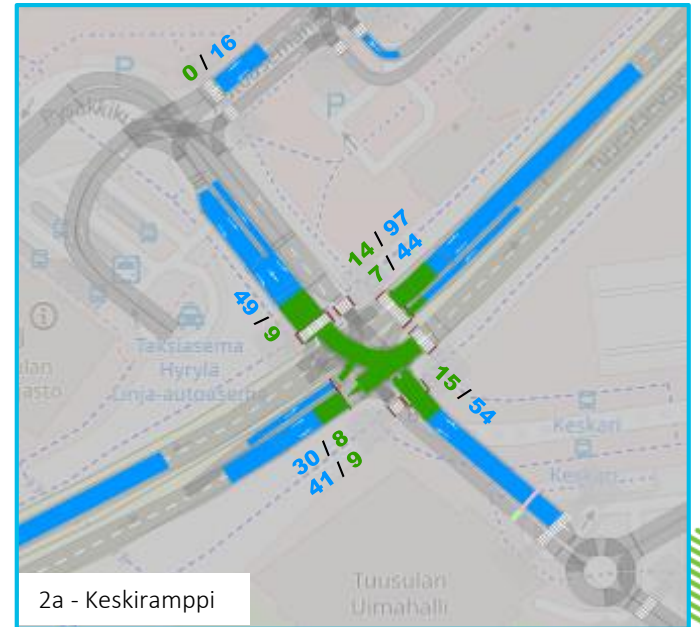 0 / 16
P
P
14 / 97
7 / 44
49 / 9
Taksiasema
Hyrylä
Linja-autoasema
15 / 54
Keskari
Keskari
30 / 8
41 / 9
Tuusulan
Uimahalli
2a - Keskiramppi